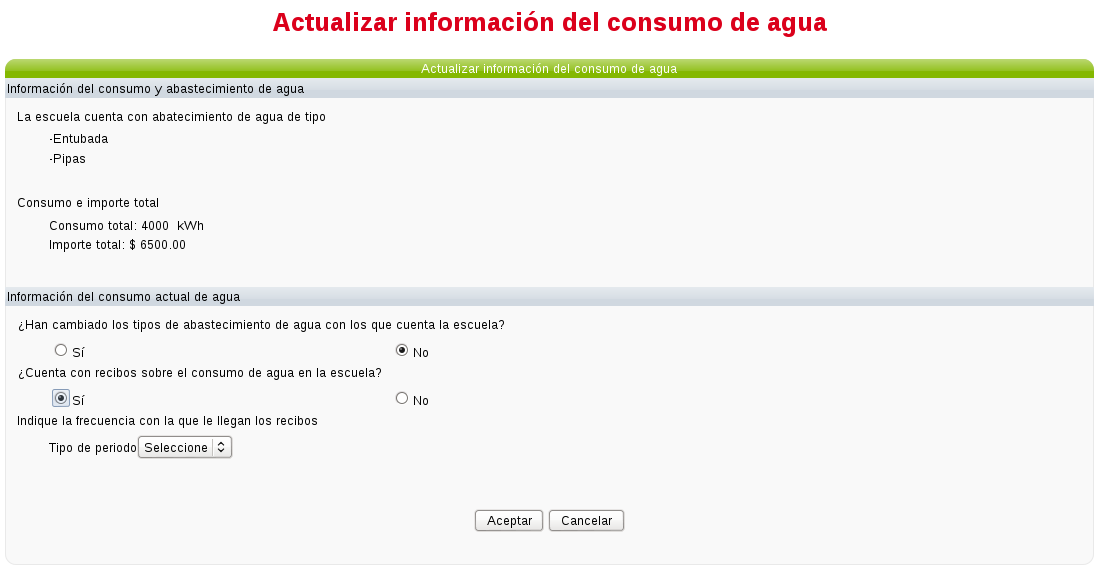 Actualizar información del consumo de agua
Actualizar información del consumo de agua
Información del consumo y abastecimiento de agua
La escuela cuenta con abatecimiento de agua de tipo
-Entubada
-Pipas
Consumo e importe total
Consumo total: 4000 kWh
Importe total: $ 6500.00
Información del consumo actual de agua
¿Han cambiado los tipos de abastecimiento de agua con los que cuenta la escuela?
Sí No
¿Cuenta con recibos sobre el consumo de agua en la escuela?
Sí No
Indique la frecuencia con la que le llegan los recibos
Tipo de periodo Seleccione
Aceptar Cancelar